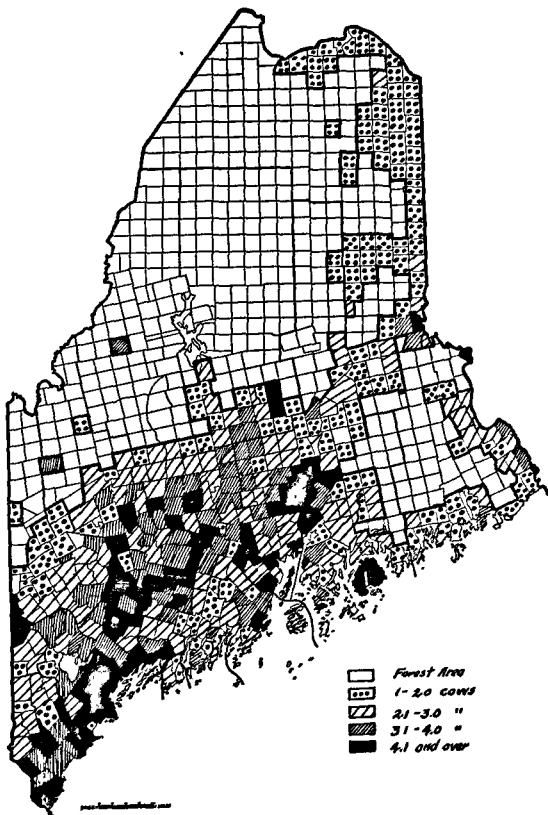 Forest Area
1-2.0 cows
2.1-3.0 "
3.1-4.0 "
4.1 and over